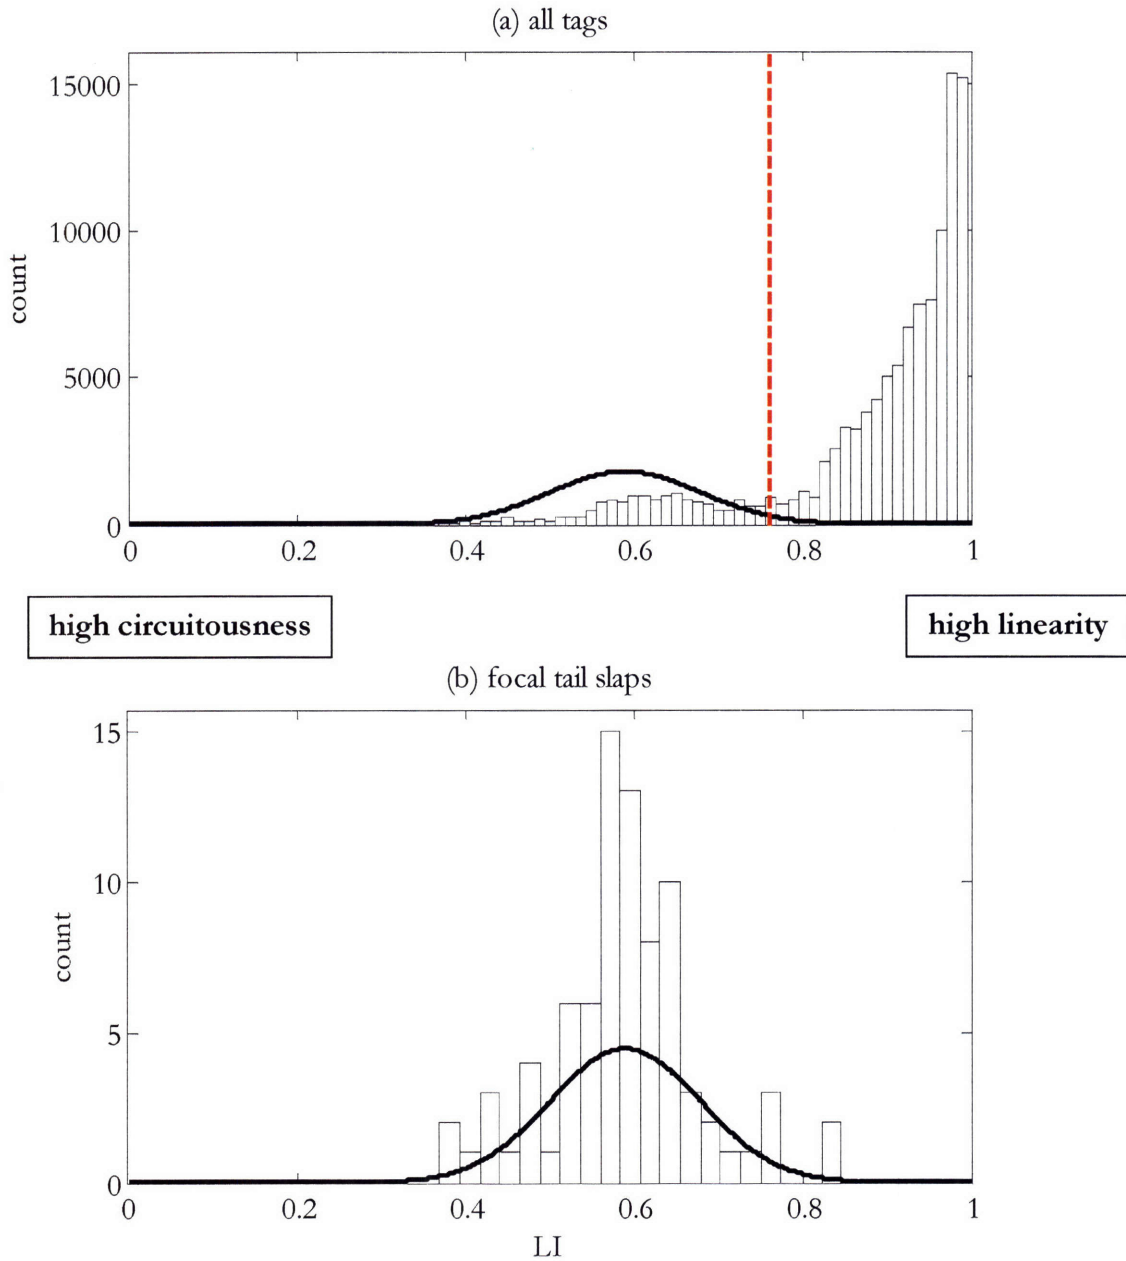 (a) all tags
15000
10000
5000
0
count
0 0.2 0.4 0.6 0.8 1
high circuitousness
high linearity
(b) focal tail slaps
15
10
5
0
count
0 0.2 0.4 0.6 0.8 1
LI